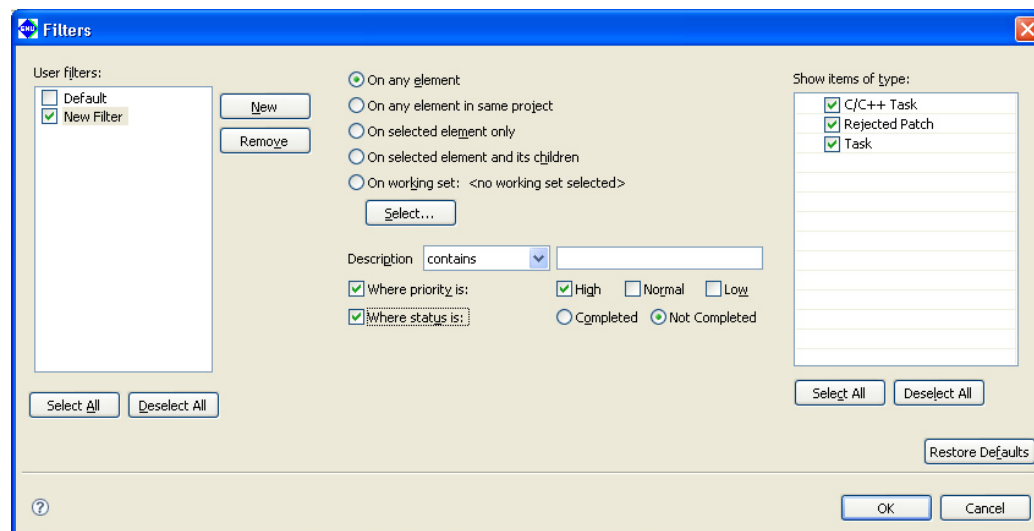 EMU Filters
User filters:
Default
New Filter
New
Remove
Select All
Deselect All
On any element
On any element in same project
On selected element only
On selected element and its children
On working set: <no working set selected>
Select...
Description contains
Where priority is: High Normal Low
Where status is: Completed Not Completed
Show items of type:
C/C++ Task
Rejected Patch
Task
Select All
Deselect All
Restore Defaults
?
OK
Cancel